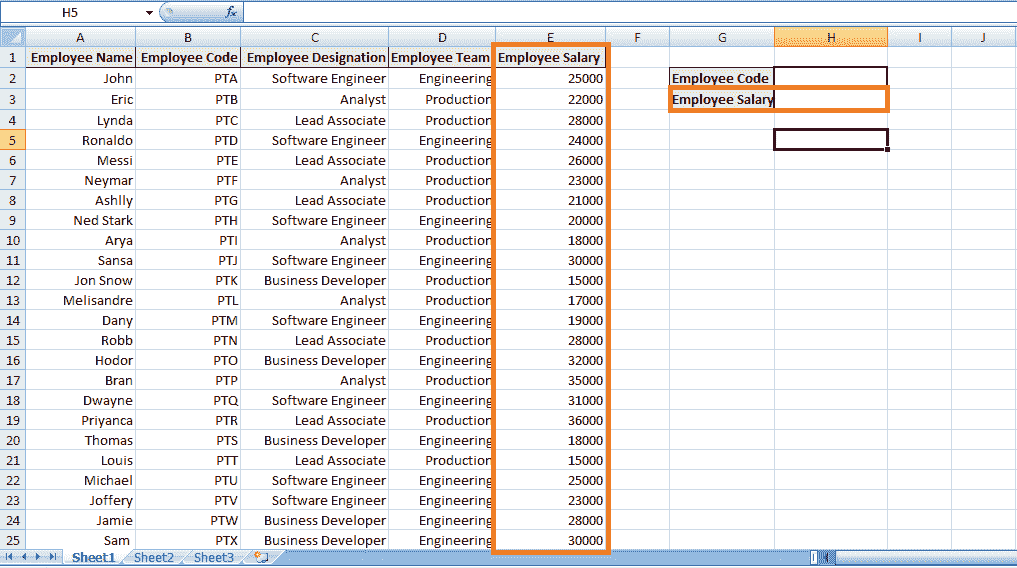 H5 fx
A B C D E F G H I J
1 Employee Name Employee Code Employee Designation Employee Team Employee Salary
2 John PTA Software Engineer Engineering 25000 Employee Code
3 Eric PTB Analyst Production 22000 Employee Salary
4 Lynda PTC Lead Associate Production 28000
5 Ronaldo PTD Software Engineer Engineering 24000
6 Messi PTE Lead Associate Production 26000
7 Neymar PTF Analyst Production 23000
8 Ashlly PTG Lead Associate Production 21000
9 Ned Stark PTH Software Engineer Engineering 20000
10 Arya PTI Analyst Production 18000
11 Sansa PTJ Software Engineer Engineering 30000
12 Jon Snow PTK Business Developer Production 15000
13 Melisandre PTL Analyst Production 17000
14 Dany PTM Software Engineer Engineering 19000
15 Robb PTN Lead Associate Production 28000
16 Hodor PTO Business Developer Engineering 32000
17 Bran PTP Analyst Production 35000
18 Dwayne PTQ Software Engineer Engineering 31000
19 Priyanca PTR Lead Associate Production 36000
20 Thomas PTS Business Developer Engineering 18000
21 Louis PTT Lead Associate Production 15000
22 Michael PTU Software Engineer Engineering 25000
23 Joffery PTV Software Engineer Engineering 23000
24 Jamie PTW Business Developer Engineering 28000
25 Sam PTX Business Developer Engineering 30000
Sheet1 Sheet2 Sheet3